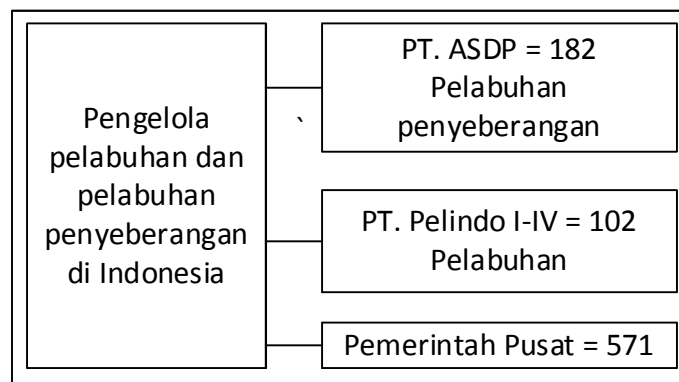 Pengelola
pelabuhan dan
pelabuhan
penyeberangan
di Indonesia
PT. ASDP = 182
Pelabuhan
penyeberangan
`
PT. Pelindo I-IV = 102
Pelabuhan
Pemerintah Pusat = 571